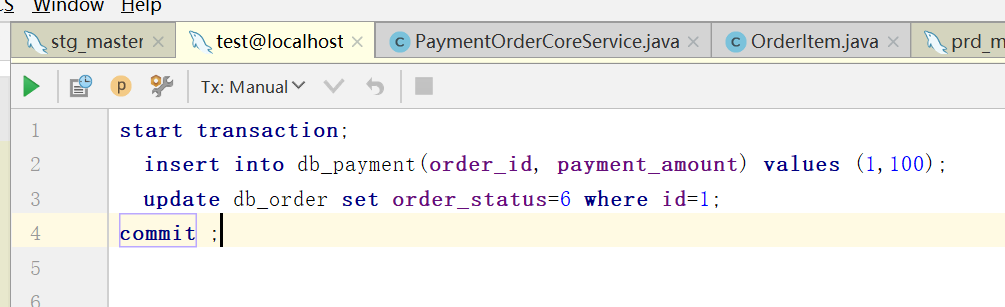 Window Help
stg_master test@localhost PaymentOrderCoreService.java OrderItem.java
Tx: Manual
1 start transaction;
2 insert into db_payment(order_id, payment_amount) values (1,100);
3 update db_order set order_status=6 where id=1;
4 commit ;
5
6